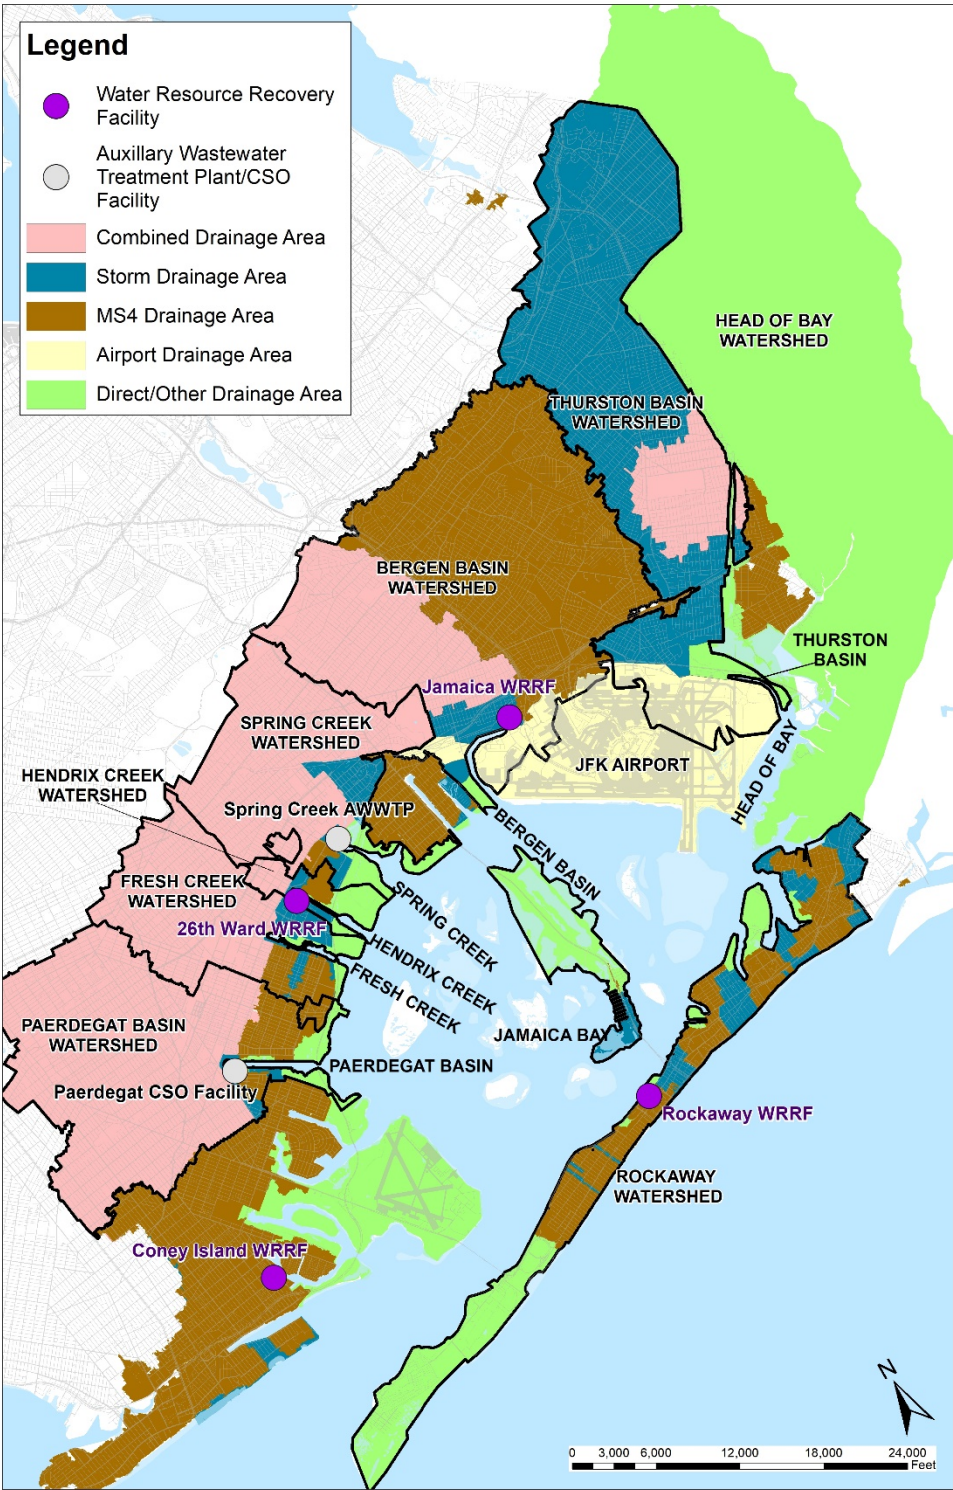 Legend
Water Resource Recovery
Facility
Auxillary Wastewater
Treatment Plant/CSO
Facility
Combined Drainage Area
Storm Drainage Area
MS4 Drainage Area
Airport Drainage Area
Direct/Other Drainage Area
HEAD OF BAY
WATERSHED
THURSTON BASIN
WATERSHED
BERGEN BASIN
WATERSHED
THURSTON
BASIN
Jamaica WRRF
SPRING CREEK
WATERSHED
JFK AIRPORT
HEAD OF BAY
HENDRIX CREEK
WATERSHED
Spring Creek AWWTP
BERGEN BASIN
FRESH CREEK
WATERSHED
SPRING CREEK
26th Ward WRRF
HENDRIX CREEK
FRESH CREEK
PAERDEGAT BASIN
WATERSHED
JAMAICA BAY
PAERDEGAT BASIN
Paerdegat CSO Facility
Rockaway WRRF
ROCKAWAY
WATERSHED
Coney Island WRRF
N
0 3,000 6,000 12,000 18,000 24,000
Feet